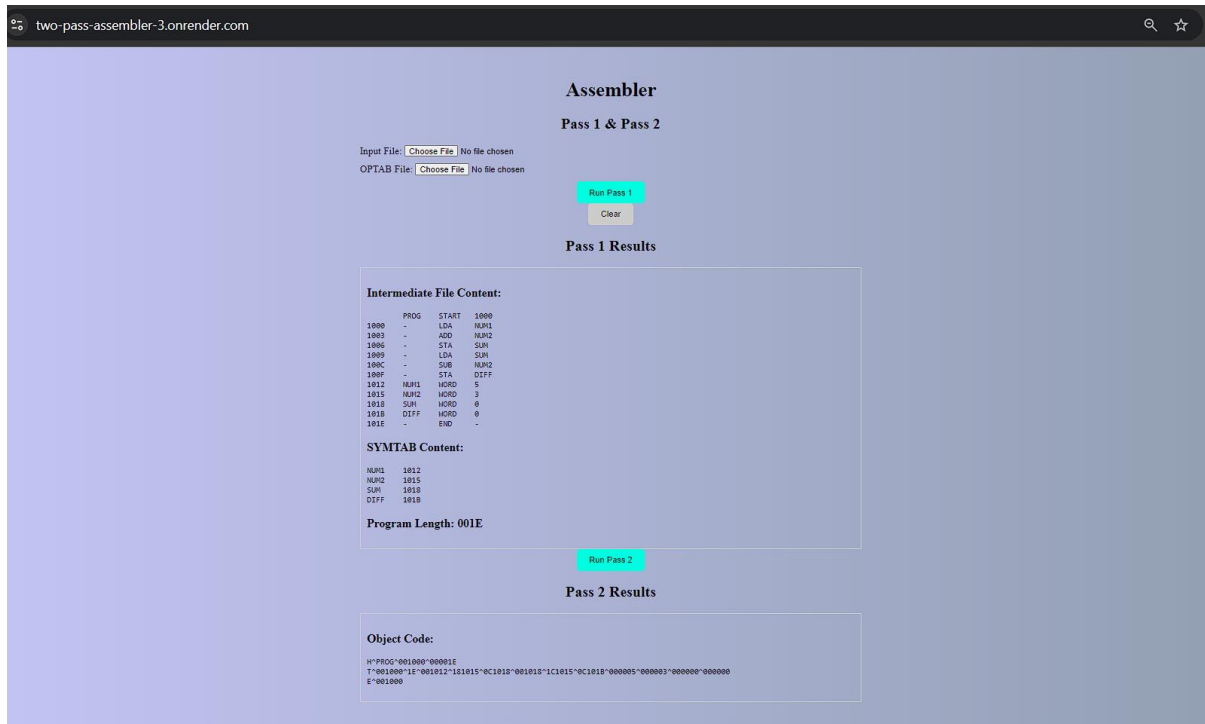 two-pass-assembler-3.onrender.com
Assembler
Pass 1 & Pass 2
Input File: Choose File No file chosen
OPTAB File: Choose File No file chosen
Run Pass 1
Clear
Pass 1 Results
Intermediate File Content:
PROG START 1000
1000 - LDA NUM1
1003 - ADD NUM2
1006 - STA SUM
1009 - LDA SUM
100C - SUB NUM2
100F - STA DIFF
1012 NUM1 WORD 5
1015 NUM2 WORD 3
1018 SUM WORD 0
101B DIFF WORD 0
101E - END -
SYMTAB Content:
NUM1 1012
NUM2 1015
SUM 1018
DIFF 101B
Program Length: 001E
Run Pass 2
Pass 2 Results
Object Code:
H^PROG^001000^00001E
T^001000^1E^001012^181015^0C1018^001018^1C1015^0C101B^000005^000003^000000^000000
E^001000